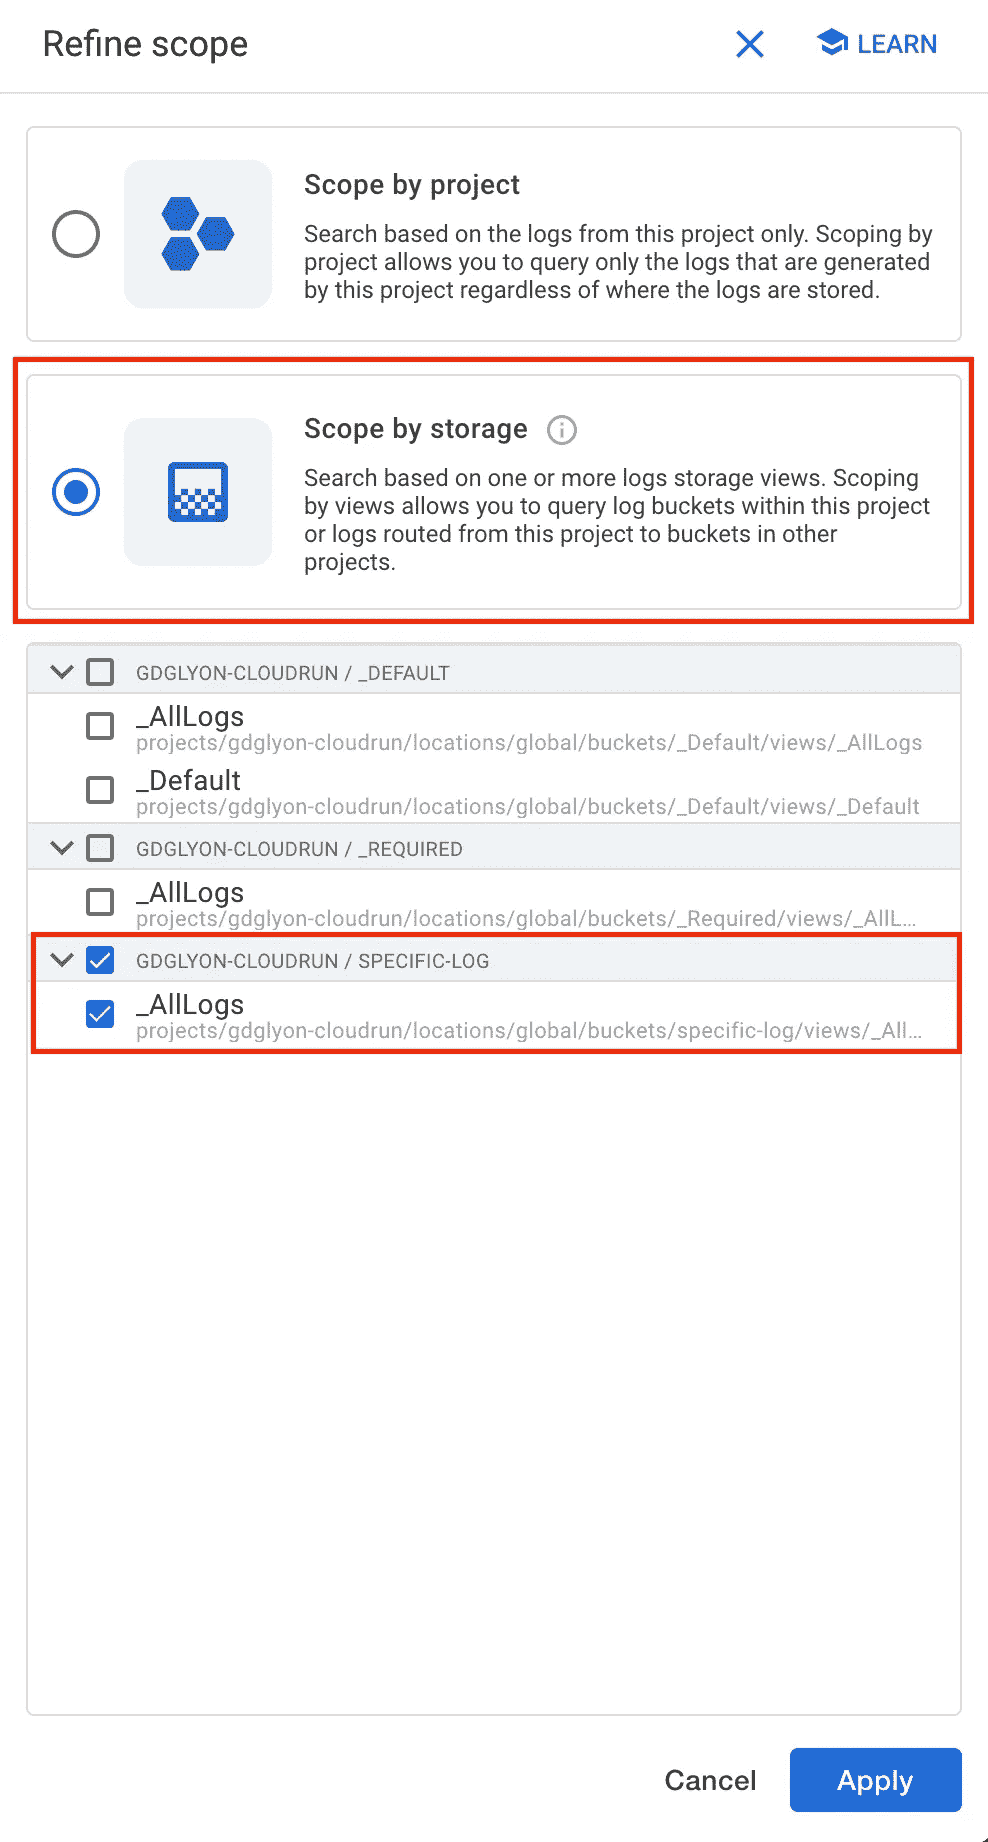 Refine scope
LEARN
Scope by project
Search based on the logs from this project only. Scoping by
project allows you to query only the logs that are generated
by this project regardless of where the logs are stored.
Scope by storage
Search based on one or more logs storage views. Scoping
by views allows you to query log buckets within this project
or logs routed from this project to buckets in other
projects.
GDGLYON-CLOUDRUN / _DEFAULT
_AllLogs
projects/gdglyon-cloudrun/locations/global/buckets/_Default/views/_AllLogs
_Default
projects/gdglyon-cloudrun/locations/global/buckets/_Default/views/_Default
GDGLYON-CLOUDRUN / _REQUIRED
_AllLogs
projects/gdglyon-cloudrun/locations/global/buckets/_Required/views/_AllL...
GDGLYON-CLOUDRUN / SPECIFIC-LOG
_AllLogs
projects/gdglyon-cloudrun/locations/global/buckets/specific-log/views/_All...
Cancel
Apply